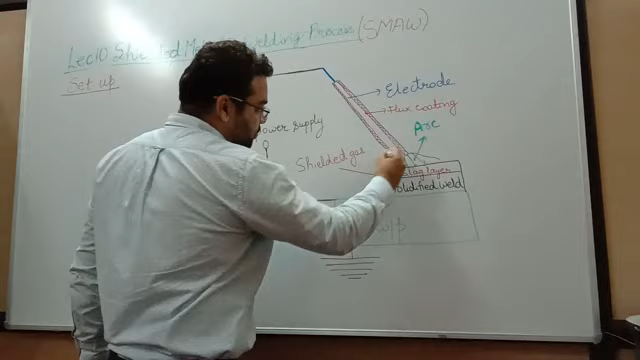 Lec10 Shielded M Welding Process (SMAW)
Set up
Electrode
Flux coating
Power supply
Arc
Shielded gas
Slag layer
Solidified weld
w/p